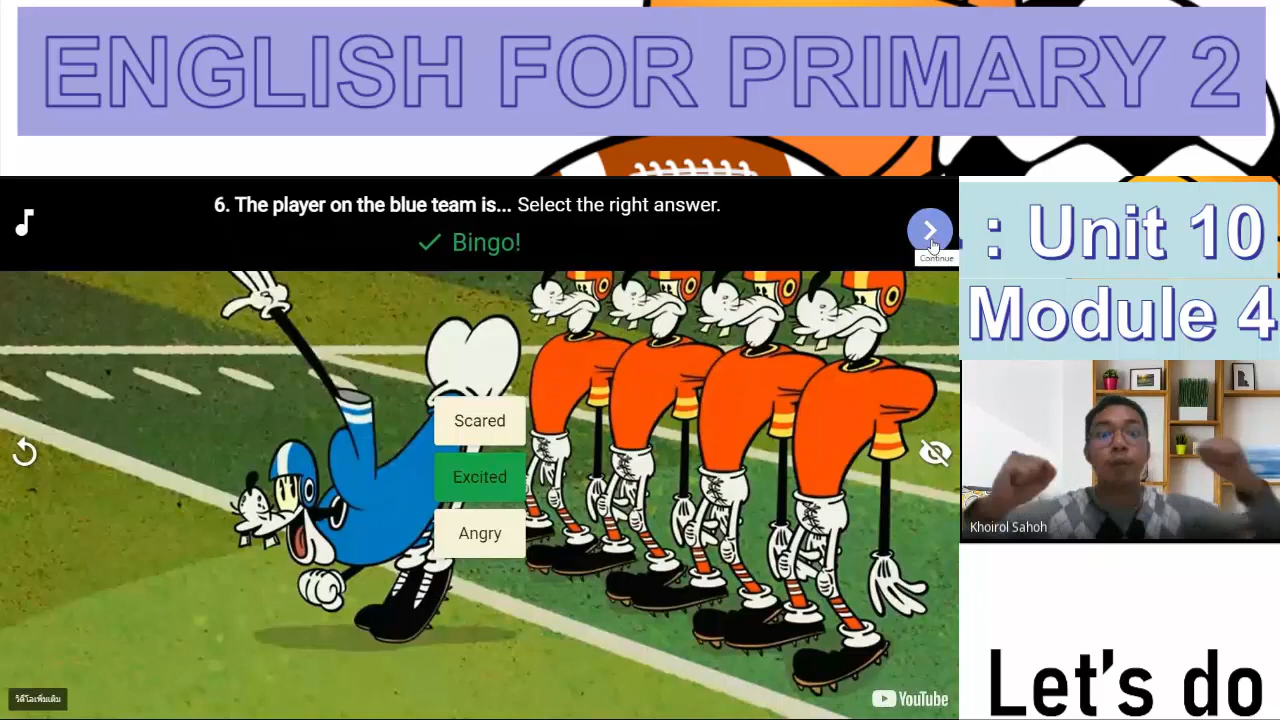 ENGLISH FOR PRIMARY 2
6. The player on the blue team is... Select the right answer.
Bingo!
Continue
: Unit 10
Module 4
Scared
Excited
Angry
Khoirol Sahoh
วิดีโอเพิ่มเติม
YouTube
Let's do